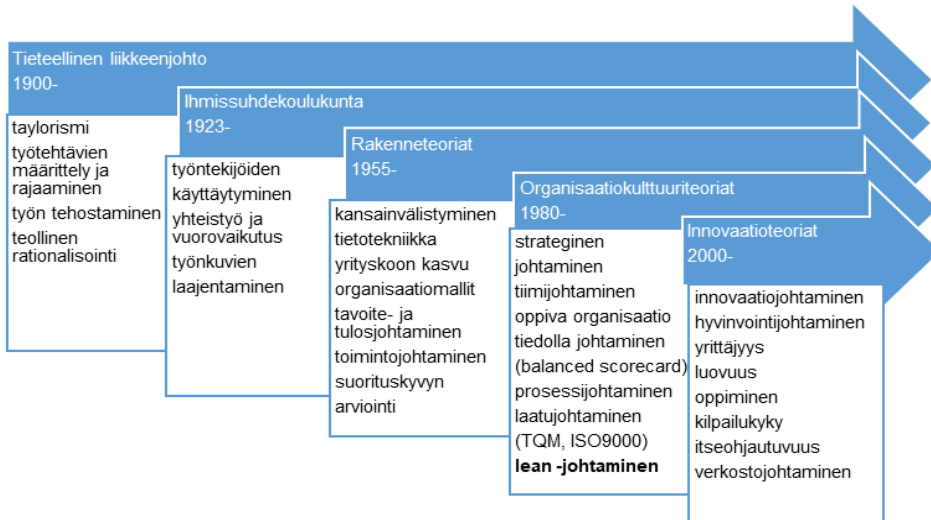 Tieteellinen liikkeenjohto
1900-
taylorismi
työtehtävien
määrittely ja
rajaaminen
työn tehostaminen
teollinen
rationalisointi
Ihmissuhdekoulukunta
1923-
työntekijöiden
käyttäytyminen
yhteistyö ja
vuorovaikutus
työnkuvien
laajentaminen
Rakenneteoriat
1955-
kansainvälistyminen
tietotekniikka
yrityskoon kasvu
organisaatiomallit
tavoite- ja
tulosjohtaminen
toimintojohtaminen
suorituskyvyn
arviointi
Organisaatiokulttuuriteoriat
1980-
strateginen
johtaminen
tiimijohtaminen
oppiva organisaatio
tiedolla johtaminen
(balanced scorecard)
prosessijohtaminen
laatujohtaminen
(TQM, ISO9000)
lean -johtaminen
Innovaatioteoriat
2000-
innovaatiojohtaminen
hyvinvointijohtaminen
yrittäjyys
luovuus
oppiminen
kilpailukyky
itseohjautuvuus
verkostojohtaminen